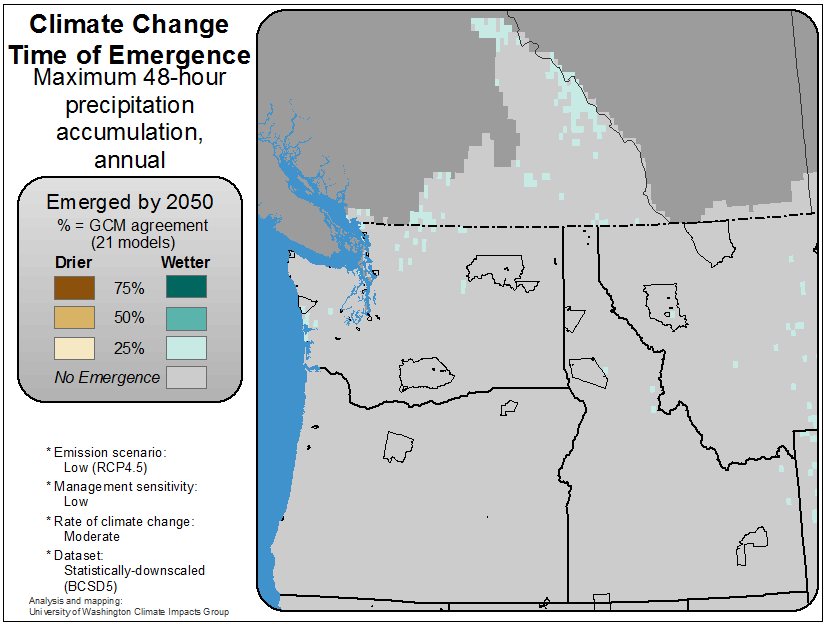 Climate Change
Time of Emergence
Maximum 48-hour
precipitation
accumulation,
annual
Emerged by 2050
% = GCM agreement
(21 models)
Drier Wetter
75%
50%
25%
No Emergence
* Emission scenario:
Low (RCP4.5)
* Management sensitivity:
Low
* Rate of climate change:
Moderate
* Dataset:
Statistically-downscaled
(BCSD5)
Analysis and mapping:
University of Washington Climate Impacts Group